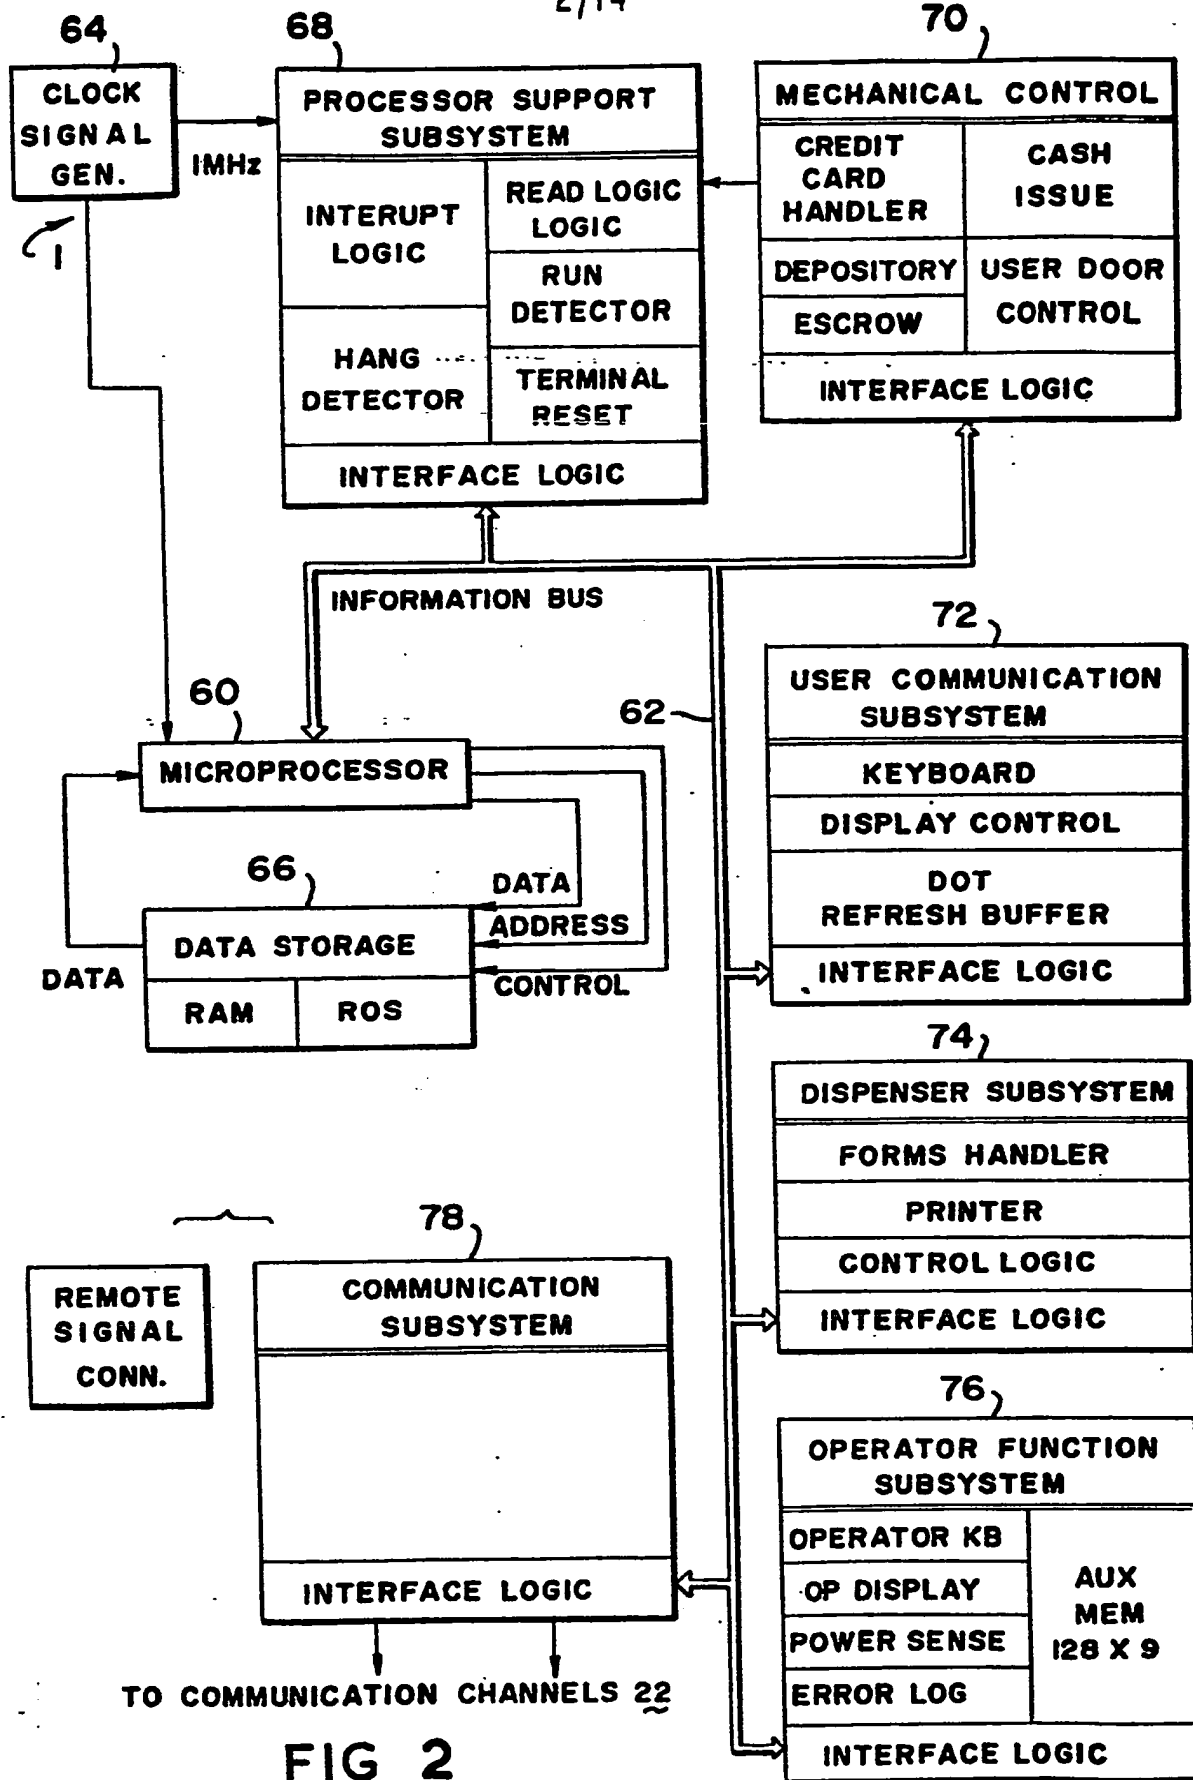 2/14
64
CLOCK
SIGNAL
GEN.
1MHz
1
68
PROCESSOR SUPPORT
SUBSYSTEM
INTERUPT
LOGIC
READ LOGIC
LOGIC
RUN
DETECTOR
HANG
DETECTOR
TERMINAL
RESET
INTERFACE LOGIC
70
MECHANICAL CONTROL
CREDIT
CARD
HANDLER
CASH
ISSUE
DEPOSITORY
ESCROW
USER DOOR
CONTROL
INTERFACE LOGIC
INFORMATION BUS
62
60
MICROPROCESSOR
66
DATA STORAGE
RAM
ROS
DATA
DATA
ADDRESS
CONTROL
72
USER COMMUNICATION
SUBSYSTEM
KEYBOARD
DISPLAY CONTROL
DOT
REFRESH BUFFER
INTERFACE LOGIC
74
DISPENSER SUBSYSTEM
FORMS HANDLER
PRINTER
CONTROL LOGIC
INTERFACE LOGIC
REMOTE
SIGNAL
CONN.
78
COMMUNICATION
SUBSYSTEM
INTERFACE LOGIC
TO COMMUNICATION CHANNELS 22
76
OPERATOR FUNCTION
SUBSYSTEM
OPERATOR KB
OP DISPLAY
POWER SENSE
ERROR LOG
AUX
MEM
128 X 9
INTERFACE LOGIC
FIG 2